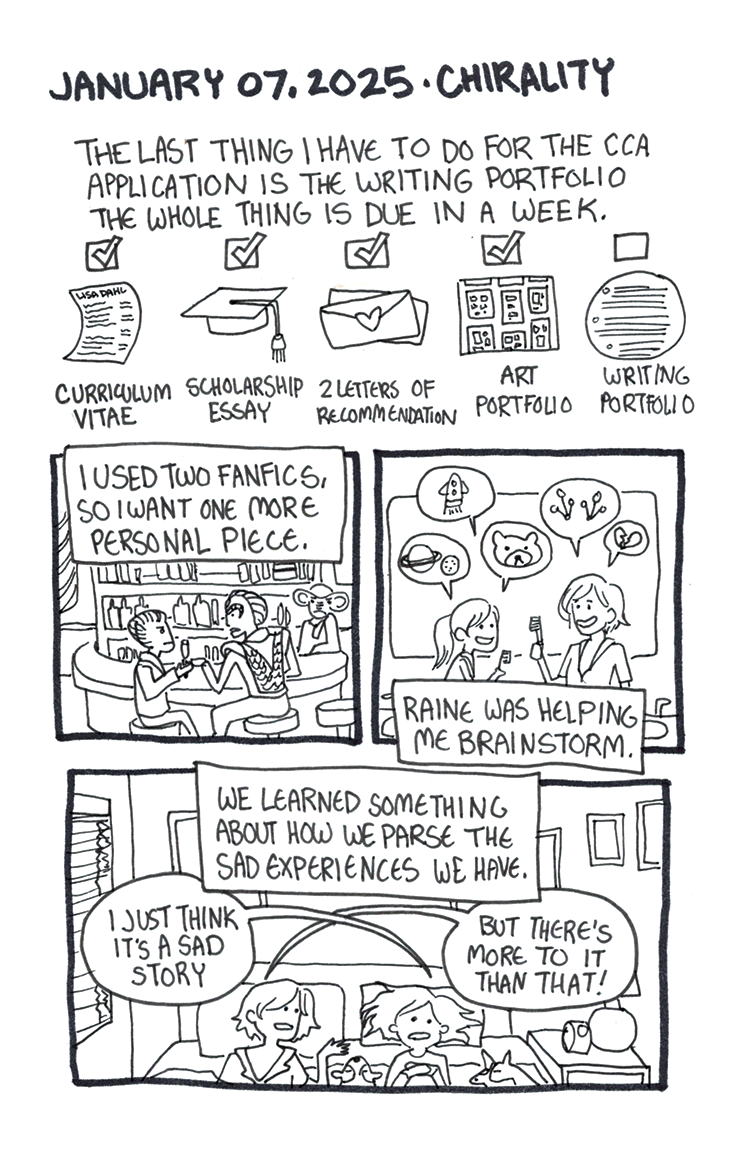 JANUARY 07.2025·CHIRALITY
THE LAST THING I HAVE TO DO FOR THE CCA
APPLICATION IS THE WRITING PORTFOLIO
THE WHOLE THING IS DUE IN A WEEK.
LISA DAHL
CURRICULUM
VITAE
SCHOLARSHIP
ESSAY
2 LETTERS OF
RECOMMENDATION
ART
PORTFOLIO
WRITING
PORTFOLIO
I USED TWO FANFICS,
SO I WANT ONE MORE
PERSONAL PIECE.
RAINE WAS HELPING
ME BRAINSTORM.
WE LEARNED SOMETHING
ABOUT HOW WE PARSE THE
SAD EXPERIENCES WE HAVE.
I JUST THINK
IT'S A SAD
STORY
BUT THERE'S
MORE TO IT
THAN THAT!